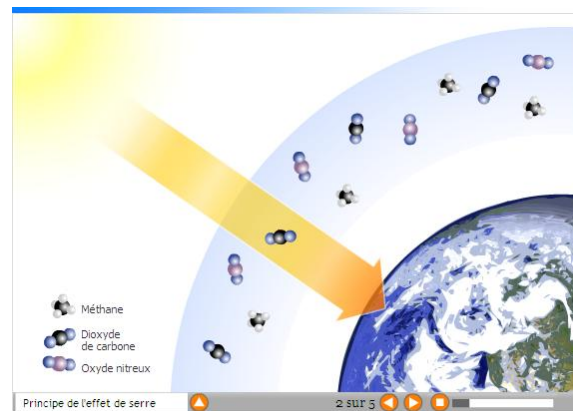 Méthane
Dioxyde
de carbone
Oxyde nitreux
Principe de l'effet de serre
2 sur 5